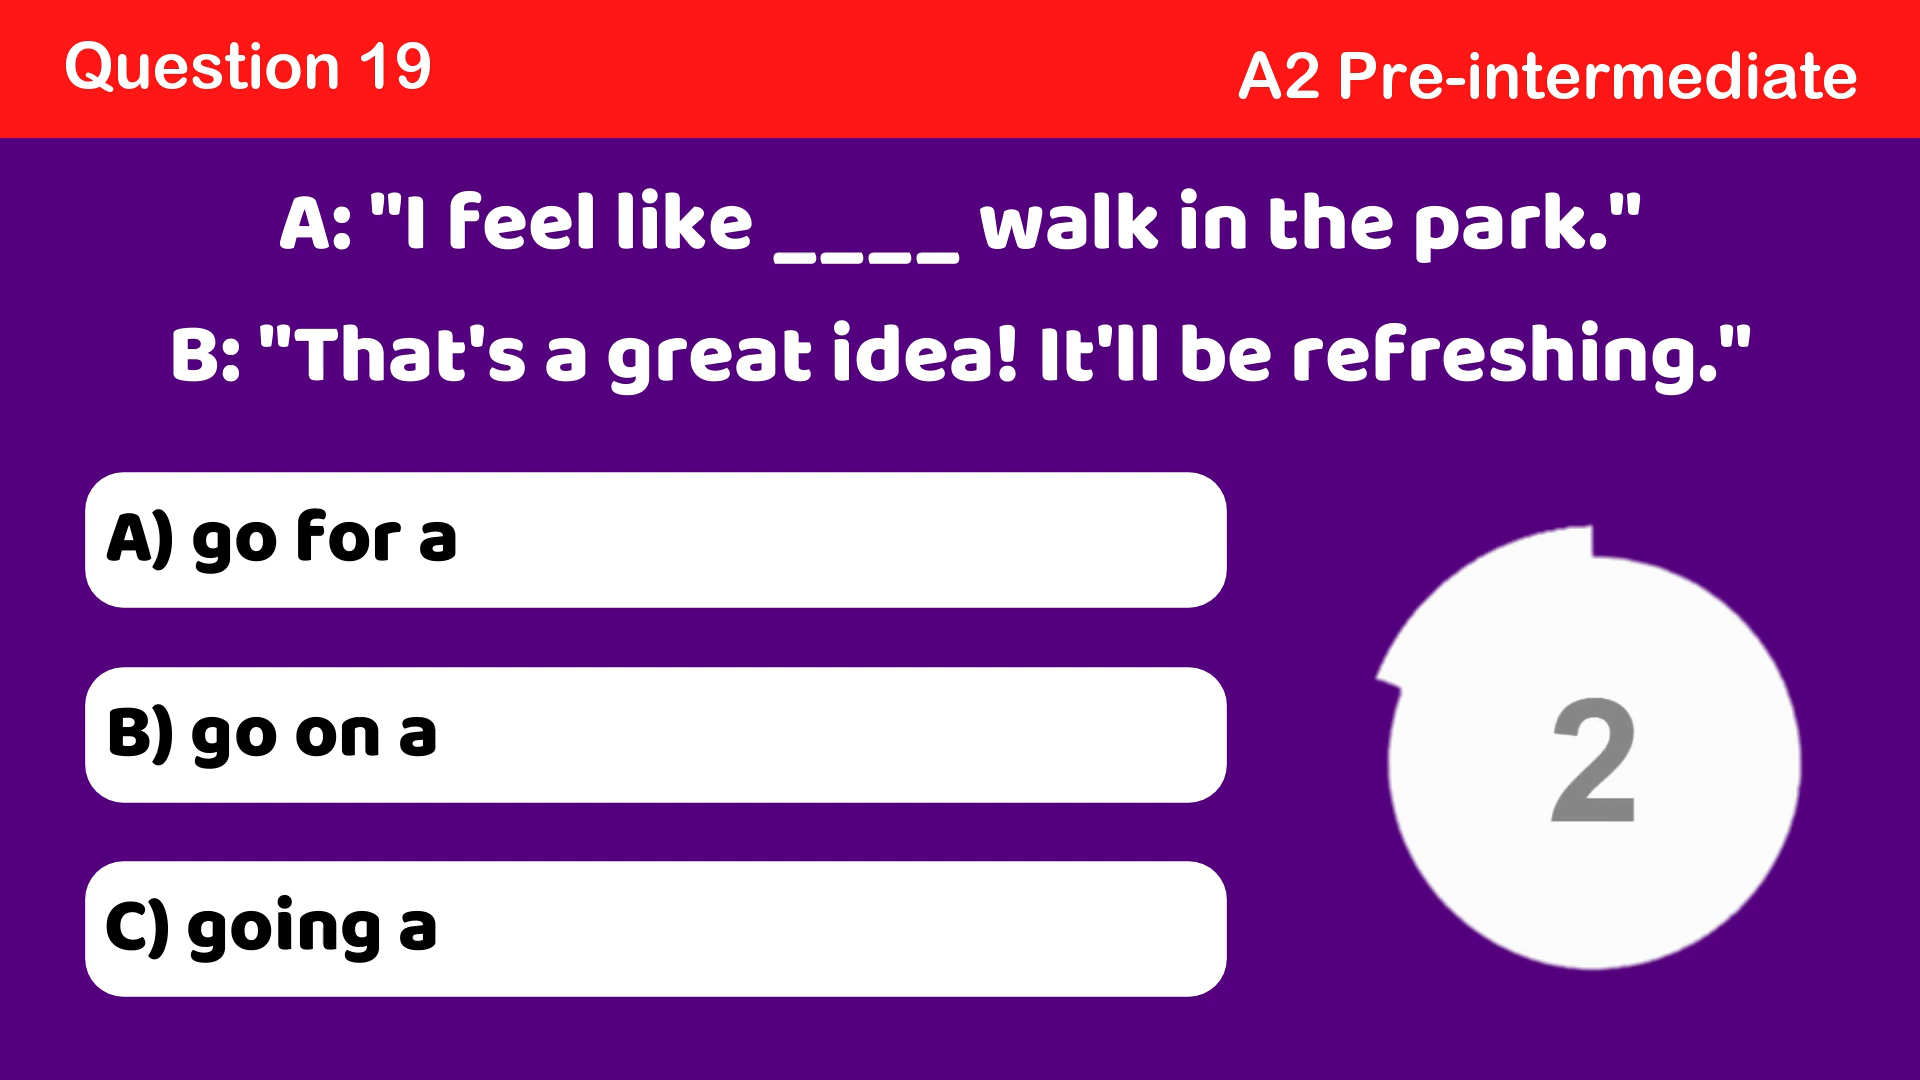 Question 19
A2 Pre-intermediate
A: "I feel like ____ walk in the park."
B: "That's a great idea! It'll be refreshing."
A) go for a
B) go on a
C) going a
2